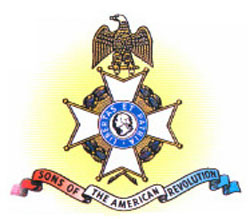 LIBERTAS ET PATRIA
SONS OF THE AMERICAN REVOLUTION